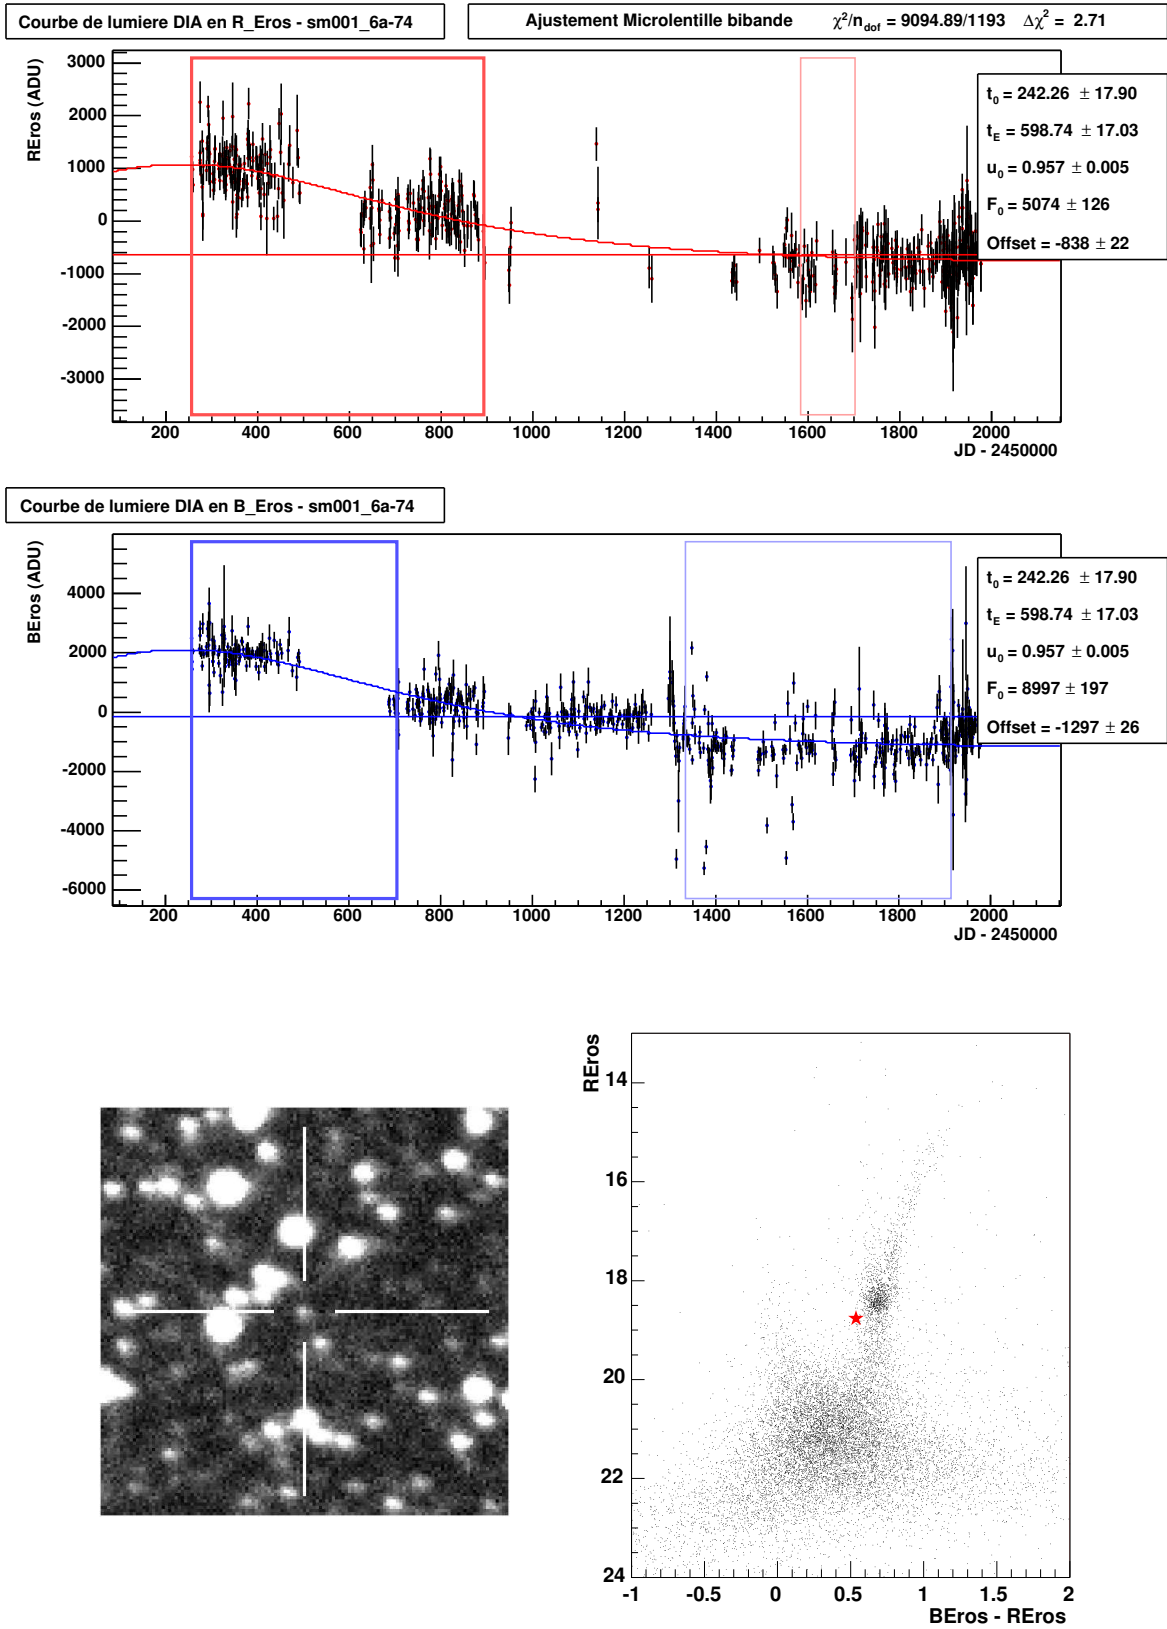 Courbe de lumiere DIA en R_Eros - sm001_6a-74
Ajustement Microlentille bibande χ²/n_dof = 9094.89/1193 Δχ² = 2.71
REros (ADU)
3000
2000
1000
0
-1000
-2000
-3000
t₀ = 242.26 ± 17.90
t_E = 598.74 ± 17.03
u₀ = 0.957 ± 0.005
F₀ = 5074 ± 126
Offset = -838 ± 22
200 400 600 800 1000 1200 1400 1600 1800 2000
JD - 2450000
Courbe de lumiere DIA en B_Eros - sm001_6a-74
BEros (ADU)
4000
2000
0
-2000
-4000
-6000
t₀ = 242.26 ± 17.90
t_E = 598.74 ± 17.03
u₀ = 0.957 ± 0.005
F₀ = 8997 ± 197
Offset = -1297 ± 26
200 400 600 800 1000 1200 1400 1600 1800 2000
JD - 2450000
REros
14
16
18
20
22
24
-1 -0.5 0 0.5 1 1.5 2
BEros - REros